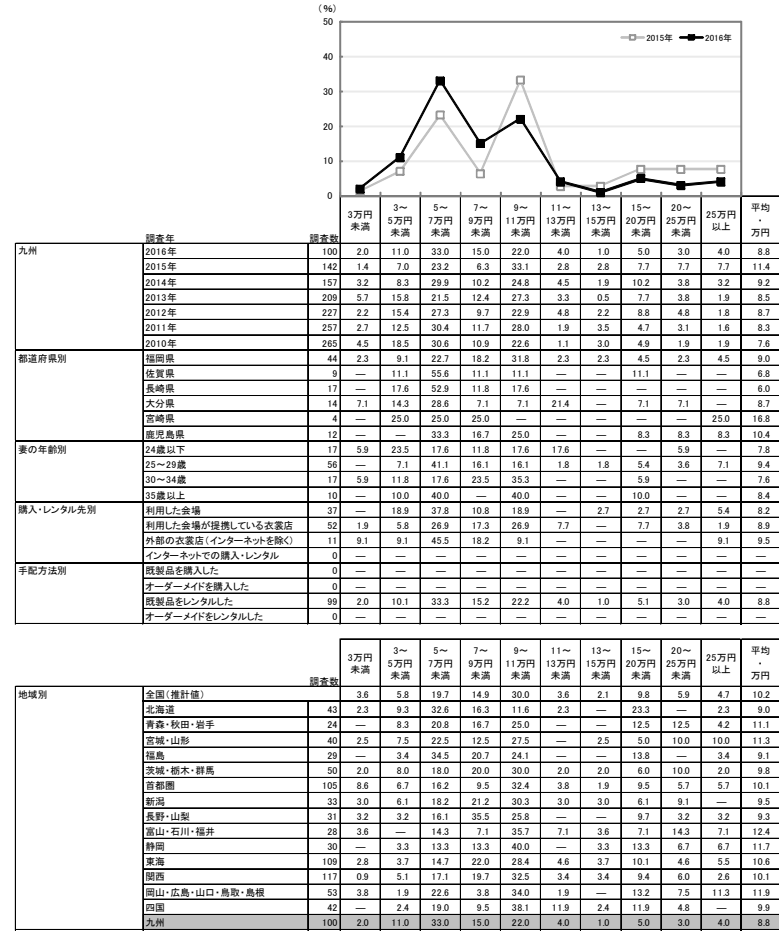 (%)
50
40
30
20
10
0
2015年 2016年
調査年 調査数 3万円未満 3～5万円未満 5～7万円未満 7～9万円未満 9～11万円未満 11～13万円未満 13～15万円未満 15～20万円未満 20～25万円未満 25万円以上 平均・万円
九州 2016年 100 2.0 11.0 33.0 15.0 22.0 4.0 1.0 5.0 3.0 4.0 8.8
2015年 142 1.4 7.0 23.2 6.3 33.1 2.8 2.8 7.7 7.7 7.7 11.4
2014年 157 3.2 8.3 29.9 10.2 24.8 4.5 1.9 10.2 3.8 3.2 9.2
2013年 209 5.7 15.8 21.5 12.4 27.3 3.3 0.5 7.7 3.8 1.9 8.5
2012年 227 2.2 15.4 27.3 9.7 22.9 4.8 2.2 8.8 4.8 1.8 8.7
2011年 257 2.7 12.5 30.4 11.7 28.0 1.9 3.5 4.7 3.1 1.6 8.3
2010年 265 4.5 18.5 30.6 10.9 22.6 1.1 3.0 4.9 1.9 1.9 7.6
都道府県別 福岡県 44 2.3 9.1 22.7 18.2 31.8 2.3 2.3 4.5 2.3 4.5 9.0
佐賀県 9 — 11.1 55.6 11.1 11.1 — — 11.1 — — 6.8
長崎県 17 — 17.6 52.9 11.8 17.6 — — — — — 6.0
大分県 14 7.1 14.3 28.6 7.1 7.1 21.4 — 7.1 7.1 — 8.7
宮崎県 4 — 25.0 25.0 25.0 — — — — — 25.0 16.8
鹿児島県 12 — — 33.3 16.7 25.0 — — 8.3 8.3 8.3 10.4
妻の年齢別 24歳以下 17 5.9 23.5 17.6 11.8 17.6 17.6 — — 5.9 — 7.8
25～29歳 56 — 7.1 41.1 16.1 16.1 1.8 1.8 5.4 3.6 7.1 9.4
30～34歳 17 5.9 11.8 17.6 23.5 35.3 — — 5.9 — — 7.6
35歳以上 10 — 10.0 40.0 — 40.0 — — 10.0 — — 8.4
購入・レンタル先別 利用した会場 37 — 18.9 37.8 10.8 18.9 — 2.7 2.7 2.7 5.4 8.2
利用した会場が提携している衣裳店 52 1.9 5.8 26.9 17.3 26.9 7.7 — 7.7 3.8 1.9 8.9
外部の衣裳店（インターネットを除く） 11 9.1 9.1 45.5 18.2 9.1 — — — — 9.1 9.5
インターネットでの購入・レンタル 0 — — — — — — — — — — —
手配方法別 既製品を購入した 0 — — — — — — — — — — —
オーダーメイドを購入した 0 — — — — — — — — — — —
既製品をレンタルした 99 2.0 10.1 33.3 15.2 22.2 4.0 1.0 5.1 3.0 4.0 8.8
オーダーメイドをレンタルした 0 — — — — — — — — — — —
調査数 3万円未満 3～5万円未満 5～7万円未満 7～9万円未満 9～11万円未満 11～13万円未満 13～15万円未満 15～20万円未満 20～25万円未満 25万円以上 平均・万円
地域別 全国（推計値） 3.6 5.8 19.7 14.9 30.0 3.6 2.1 9.8 5.9 4.7 10.2
北海道 43 2.3 9.3 32.6 16.3 11.6 2.3 — 23.3 — 2.3 9.0
青森・秋田・岩手 24 — 8.3 20.8 16.7 25.0 — — 12.5 12.5 4.2 11.1
宮城・山形 40 2.5 7.5 22.5 12.5 27.5 — 2.5 5.0 10.0 10.0 11.3
福島 29 — 3.4 34.5 20.7 24.1 — — 13.8 — 3.4 9.1
茨城・栃木・群馬 50 2.0 8.0 18.0 20.0 30.0 2.0 2.0 6.0 10.0 2.0 9.8
首都圏 105 8.6 6.7 16.2 9.5 32.4 3.8 1.9 9.5 5.7 5.7 10.1
新潟 33 3.0 6.1 18.2 21.2 30.3 3.0 3.0 6.1 9.1 — 9.5
長野・山梨 31 3.2 3.2 16.1 35.5 25.8 — — 9.7 3.2 3.2 9.3
富山・石川・福井 28 3.6 — 14.3 7.1 35.7 7.1 3.6 7.1 14.3 7.1 12.4
静岡 30 — 3.3 13.3 13.3 40.0 — 3.3 13.3 6.7 6.7 11.7
東海 109 2.8 3.7 14.7 22.0 28.4 4.6 3.7 10.1 4.6 5.5 10.6
関西 117 0.9 5.1 17.1 19.7 32.5 3.4 3.4 9.4 6.0 2.6 10.1
岡山・広島・山口・鳥取・島根 53 3.8 1.9 22.6 3.8 34.0 1.9 — 13.2 7.5 11.3 11.9
四国 42 — 2.4 19.0 9.5 38.1 11.9 2.4 11.9 4.8 — 9.9
九州 100 2.0 11.0 33.0 15.0 22.0 4.0 1.0 5.0 3.0 4.0 8.8